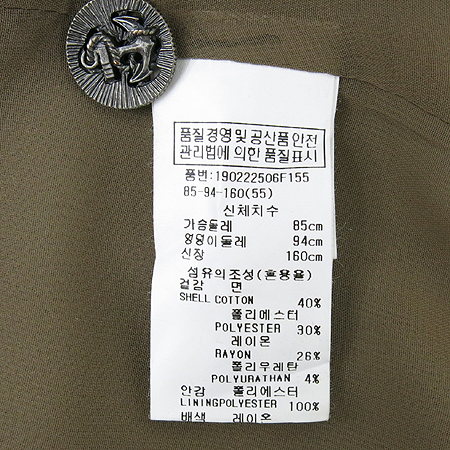 품질경영및 공산품안전
관리법에 의한 품질표시
품번:190222506F155
85-94-160(55)
신체치수
가슴둘레 85cm
엉덩이둘레 94cm
신장 160cm
섬유의조성(혼용율)
겉감 면
SHELL COTTON 40%
폴리에스터
POLYESTER 30%
레이온
RAYON 26%
폴리우레탄
POLYURATHAN 4%
안감 폴리에스터
LININGPOLYESTER 100%
배색 레이온